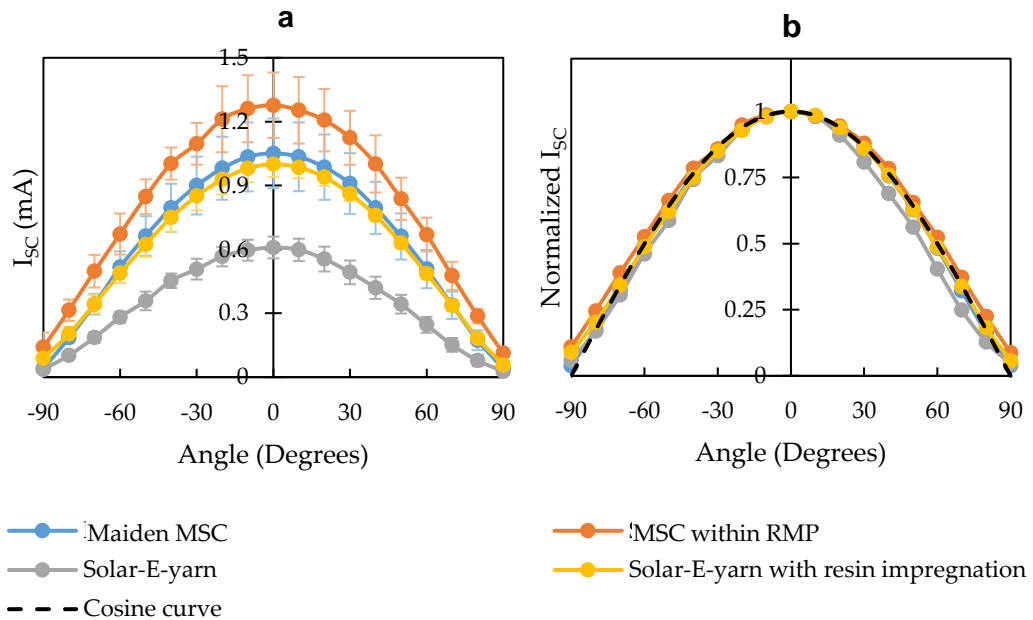 a
1.5
1.2
0.9
0.6
0.3
0
-90 -60 -30 0 30 60 90
I_SC (mA)
Angle (Degrees)
b
1
0.75
0.5
0.25
0
-90 -60 -30 0 30 60 90
Normalized I_SC
Angle (Degrees)
Maiden MSC
MSC within RMP
Solar-E-yarn
Solar-E-yarn with resin impregnation
Cosine curve